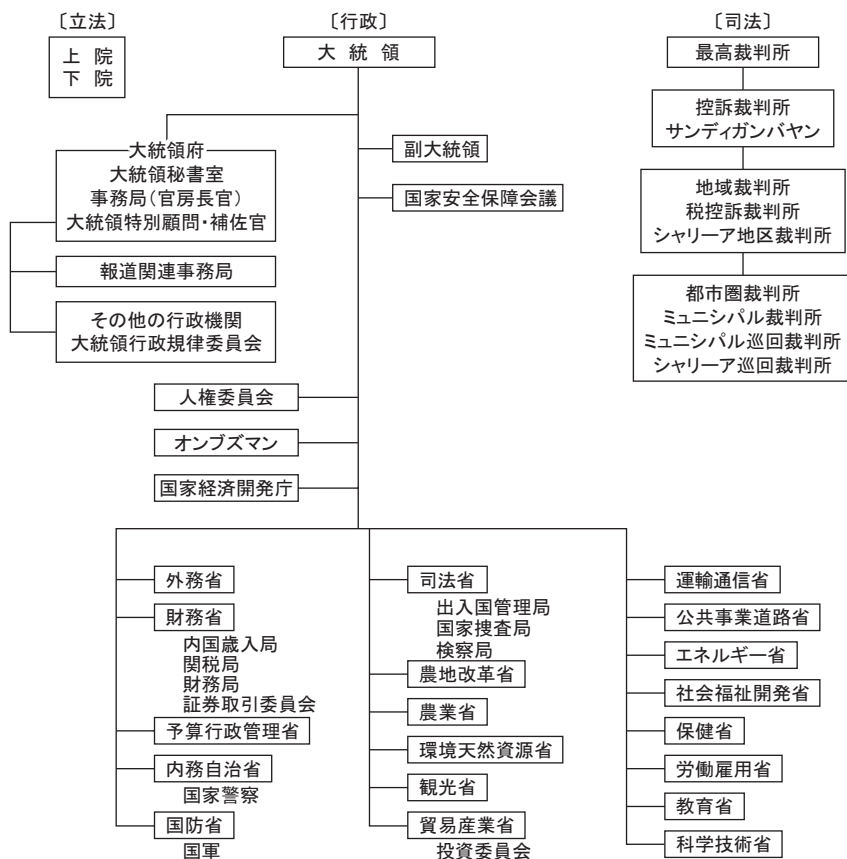 〔立法〕
上 院
下 院
〔行政〕
大 統 領
〔司法〕
最高裁判所
控訴裁判所
サンディガンバヤン
地域裁判所
税控訴裁判所
シャリーア地区裁判所
都市圏裁判所
ミュニシパル裁判所
ミュニシパル巡回裁判所
シャリーア巡回裁判所
大統領府
大統領秘書室
事務局（官房長官）
大統領特別顧問・補佐官
報道関連事務局
その他の行政機関
大統領行政規律委員会
副大統領
国家安全保障会議
人権委員会
オンブズマン
国家経済開発庁
外務省
財務省
内国歳入局
関税局
財務局
証券取引委員会
予算行政管理省
内務自治省
国家警察
国防省
国軍
司法省
出入国管理局
国家捜査局
検察局
農地改革省
農業省
環境天然資源省
観光省
貿易産業省
投資委員会
運輸通信省
公共事業道路省
エネルギー省
社会福祉開発省
保健省
労働雇用省
教育省
科学技術省